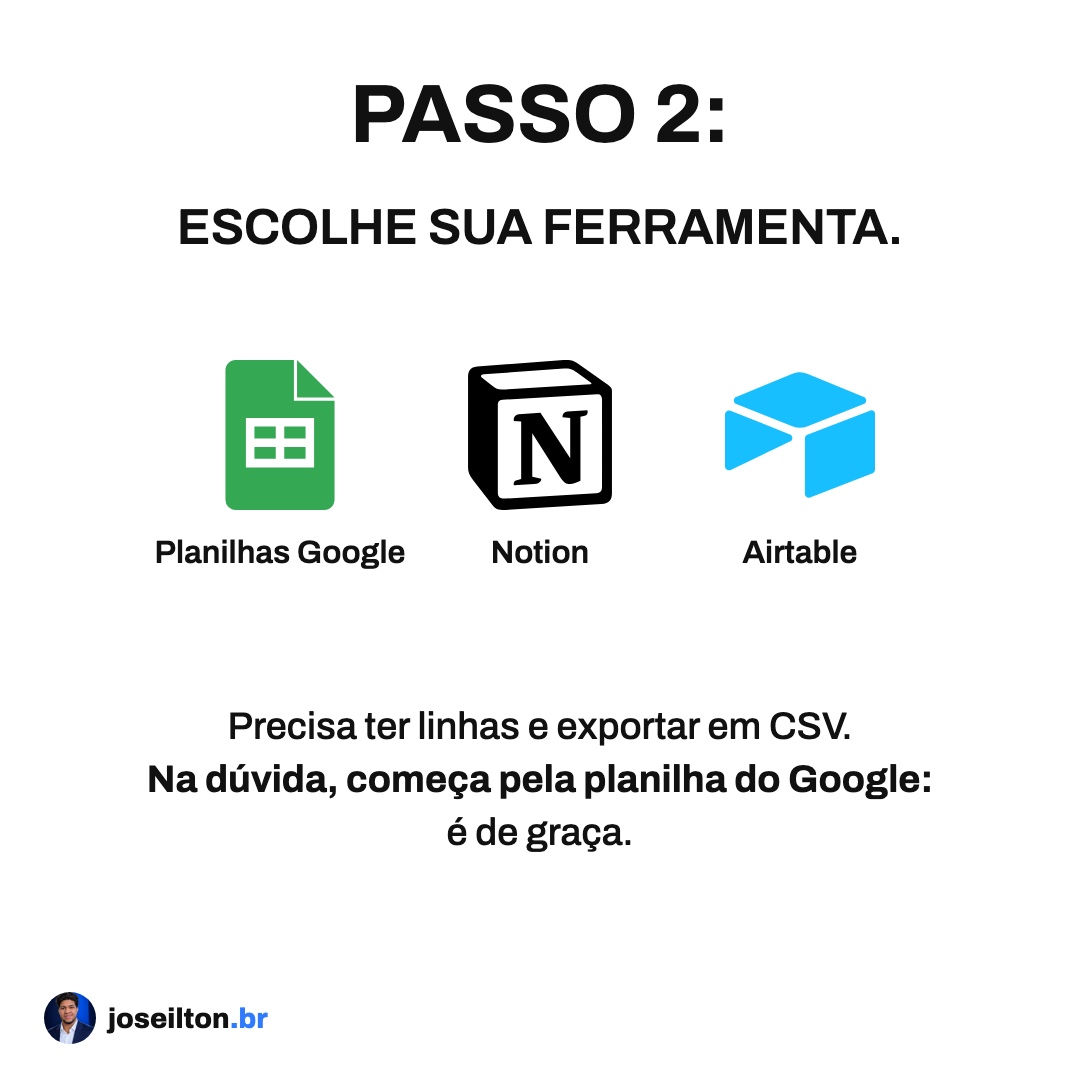 PASSO 2:
ESCOLHE SUA FERRAMENTA.
N
Planilhas Google
Notion
Airtable
Precisa ter linhas e exportar em CSV.
Na dúvida, começa pela planilha do Google:
é de graça.
joseilton.br